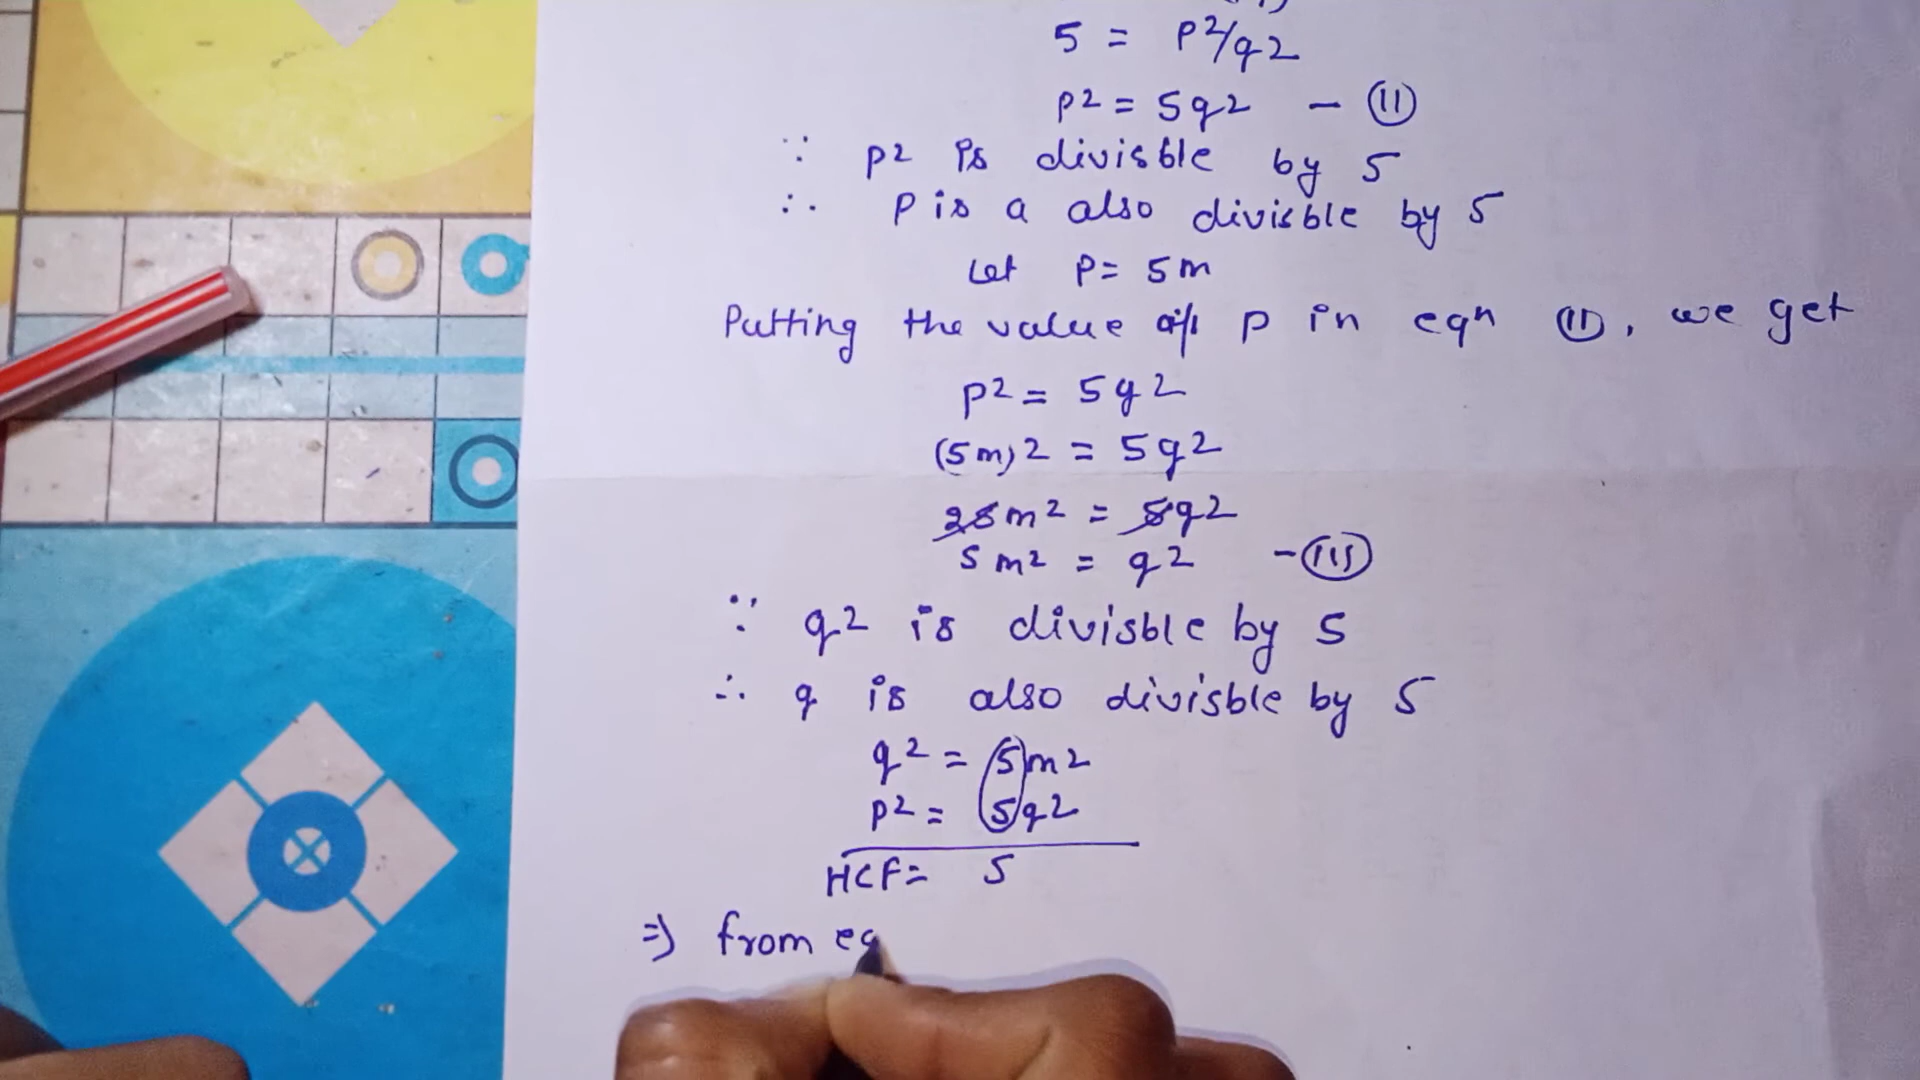 5 = p2/q2
p2 = 5q2 - (II)
∵ p2 is divisble by 5
∴ p is a also divisble by 5
Let p = 5m
Putting the value of p in eqn (II), we get
p2 = 5q2
(5m)2 = 5q2
25m2 = 5q2
5m2 = q2 - (III)
∵ q2 is divisble by 5
∴ q is also divisble by 5
q2 = 5m2
p2 = 5q2
HCF = 5
⇒ from eq